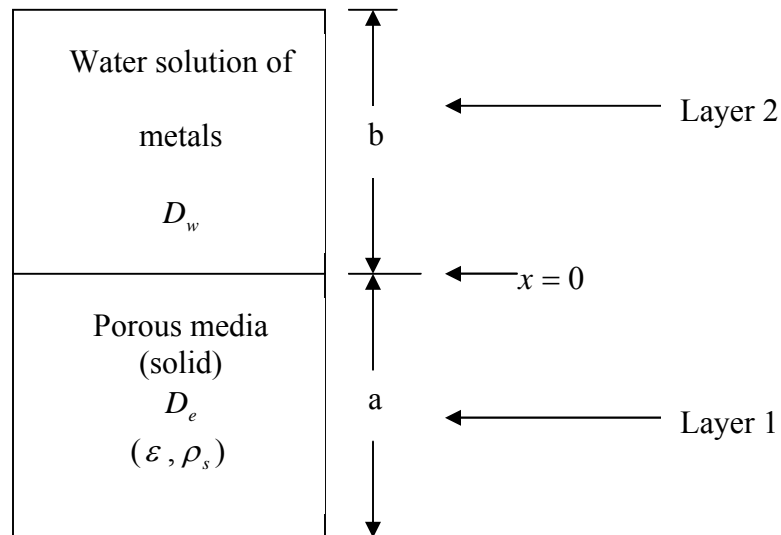 Water solution of
metals
D_w
b
Layer 2
x = 0
Porous media
(solid)
D_e
(ε, ρ_s)
a
Layer 1